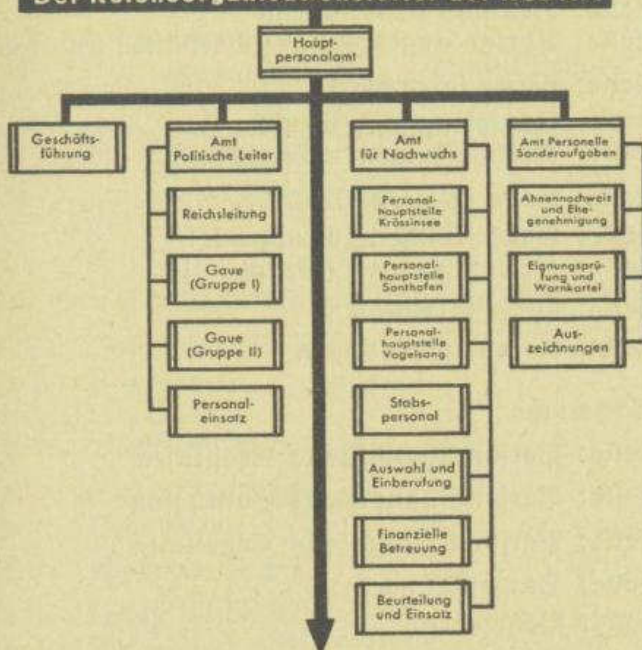 Haupt-
personalamt
Geschäfts-
führung
Amt
Politische Leiter
Reichsleitung
Gaue
(Gruppe I)
Gaue
(Gruppe II)
Personal-
einsatz
Amt
für Nachwuchs
Personal-
hauptstelle
Krössinsee
Personal-
hauptstelle
Sonthofen
Personal-
hauptstelle
Vogelsang
Stabs-
personal
Auswahl und
Einberufung
Finanzielle
Betreuung
Beurteilung
und Einsatz
Amt Personelle
Sonderaufgaben
Ahnennachweis
und Ehe-
genehmigung
Eignungsprü-
fung und
Warnkartei
Aus-
zeichnungen